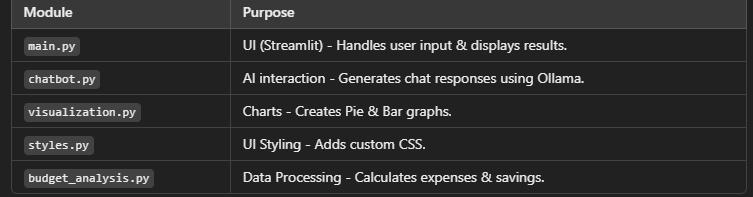 Module Purpose
main.py UI (Streamlit) - Handles user input & displays results.
chatbot.py AI interaction - Generates chat responses using Ollama.
visualization.py Charts - Creates Pie & Bar graphs.
styles.py UI Styling - Adds custom CSS.
budget_analysis.py Data Processing - Calculates expenses & savings.